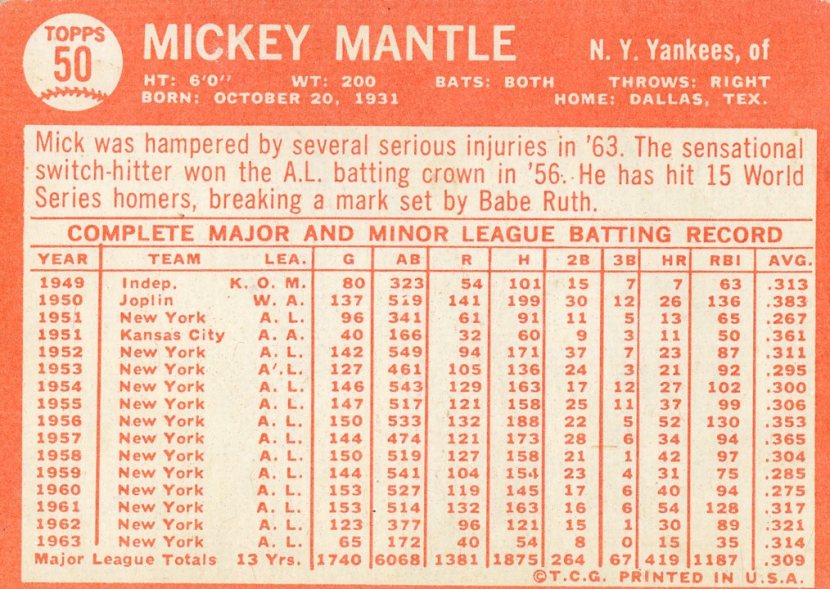 TOPPS
50
MICKEY MANTLE N. Y. Yankees, of
HT: 6'0" WT: 200 BATS: BOTH THROWS: RIGHT
BORN: OCTOBER 20, 1931 HOME: DALLAS, TEX.
Mick was hampered by several serious injuries in '63. The sensational
switch-hitter won the A.L. batting crown in '56. He has hit 15 World
Series homers, breaking a mark set by Babe Ruth.
COMPLETE MAJOR AND MINOR LEAGUE BATTING RECORD
YEAR TEAM LEA. G AB R H 2B 3B HR RBI AVG.
1949 Indep. K. O. M. 80 323 54 101 15 7 7 63 .313
1950 Joplin W. A. 137 519 141 199 30 12 26 136 .383
1951 New York A. L. 96 341 61 91 11 5 13 65 .267
1951 Kansas City A. A. 40 166 32 60 9 3 11 50 .361
1952 New York A. L. 142 549 94 171 37 7 23 87 .311
1953 New York A. L. 127 461 105 136 24 3 21 92 .295
1954 New York A. L. 146 543 129 163 17 12 27 102 .300
1955 New York A. L. 147 517 121 158 25 11 37 99 .306
1956 New York A. L. 150 533 132 188 22 5 52 130 .353
1957 New York A. L. 144 474 121 173 28 6 34 94 .365
1958 New York A. L. 150 519 127 158 21 1 42 97 .304
1959 New York A. L. 144 541 104 154 23 4 31 75 .285
1960 New York A. L. 153 527 119 145 17 6 40 94 .275
1961 New York A. L. 153 514 132 163 16 6 54 128 .317
1962 New York A. L. 123 377 96 121 15 1 30 89 .321
1963 New York A. L. 65 172 40 54 8 0 15 35 .314
Major League Totals 13 Yrs. 1740 6068 1381 1875 264 67 419 1187 .309
©T.C.G. PRINTED IN U.S.A.